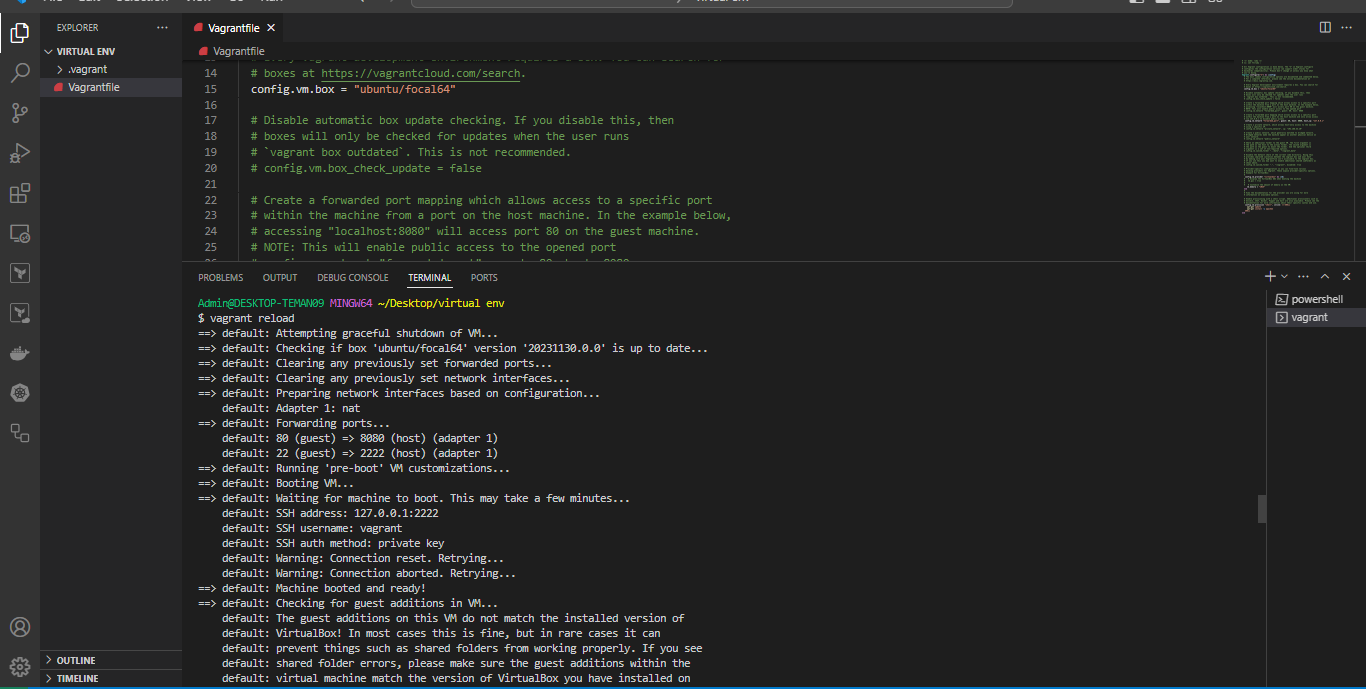 EXPLORER
VIRTUAL ENV
.vagrant
Vagrantfile
OUTLINE
TIMELINE
Vagrantfile
Vagrantfile
14 # boxes at https://vagrantcloud.com/search.
15 config.vm.box = "ubuntu/focal64"
16
17 # Disable automatic box update checking. If you disable this, then
18 # boxes will only be checked for updates when the user runs
19 # `vagrant box outdated`. This is not recommended.
20 # config.vm.box_check_update = false
21
22 # Create a forwarded port mapping which allows access to a specific port
23 # within the machine from a port on the host machine. In the example below,
24 # accessing "localhost:8080" will access port 80 on the guest machine.
25 # NOTE: This will enable public access to the opened port
PROBLEMS OUTPUT DEBUG CONSOLE TERMINAL PORTS
Admin@DESKTOP-TEMAN09 MINGW64 ~/Desktop/virtual env
$ vagrant reload
==> default: Attempting graceful shutdown of VM...
==> default: Checking if box 'ubuntu/focal64' version '20231130.0.0' is up to date...
==> default: Clearing any previously set forwarded ports...
==> default: Clearing any previously set network interfaces...
==> default: Preparing network interfaces based on configuration...
default: Adapter 1: nat
==> default: Forwarding ports...
default: 80 (guest) => 8080 (host) (adapter 1)
default: 22 (guest) => 2222 (host) (adapter 1)
==> default: Running 'pre-boot' VM customizations...
==> default: Booting VM...
==> default: Waiting for machine to boot. This may take a few minutes...
default: SSH address: 127.0.0.1:2222
default: SSH username: vagrant
default: SSH auth method: private key
default: Warning: Connection reset. Retrying...
default: Warning: Connection aborted. Retrying...
==> default: Machine booted and ready!
==> default: Checking for guest additions in VM...
default: The guest additions on this VM do not match the installed version of
default: VirtualBox! In most cases this is fine, but in rare cases it can
default: prevent things such as shared folders from working properly. If you see
default: shared folder errors, please make sure the guest additions within the
default: virtual machine match the version of VirtualBox you have installed on
powershell
vagrant